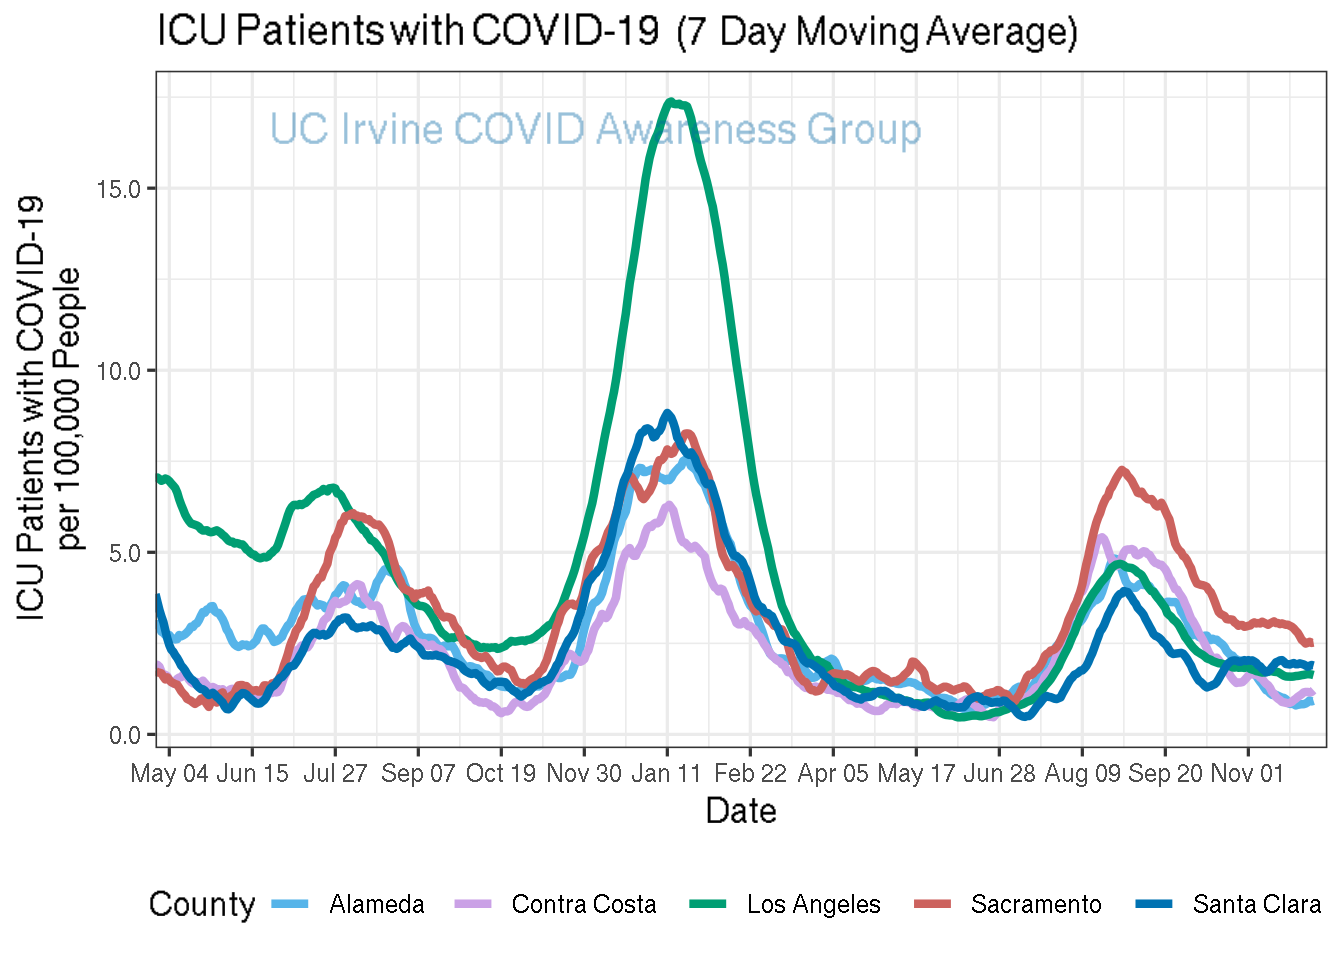 ICU Patients with COVID-19 (7 Day Moving Average)
UC Irvine COVID Awareness Group
ICU Patients with COVID-19
per 100,000 People
15.0
10.0
5.0
0.0
May 04 Jun 15 Jul 27 Sep 07 Oct 19 Nov 30 Jan 11 Feb 22 Apr 05 May 17 Jun 28 Aug 09 Sep 20 Nov 01
Date
County Alameda Contra Costa Los Angeles Sacramento Santa Clara